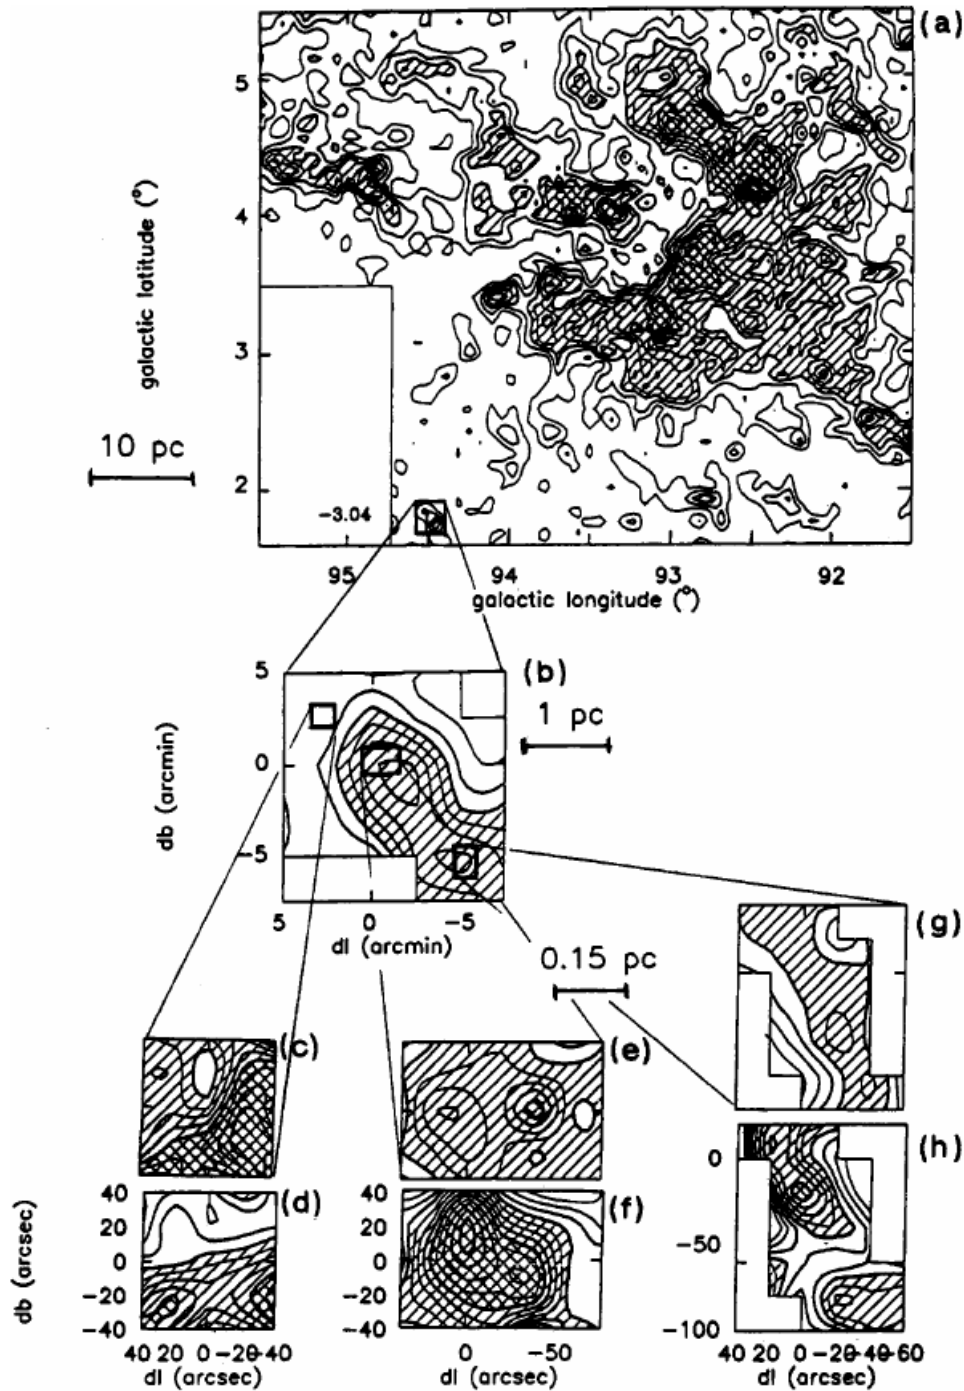 (a)
5
4
3
2
galactic latitude (°)
10 pc
-3.04
95 94 93 92
galactic longitude (°)
(b)
5
0
-5
db (arcmin)
1 pc
5 0 -5
dl (arcmin)
0.15 pc
(g)
(c)
(e)
(h)
0
-50
-100
(d)
40
20
0
-20
-40
db (arcsec)
(f)
40
20
0
-20
-40
40 20 0 -20 -40
dl (arcsec)
0 -50
dl (arcsec)
40 20 0 -20 -40 -60
dl (arcsec)